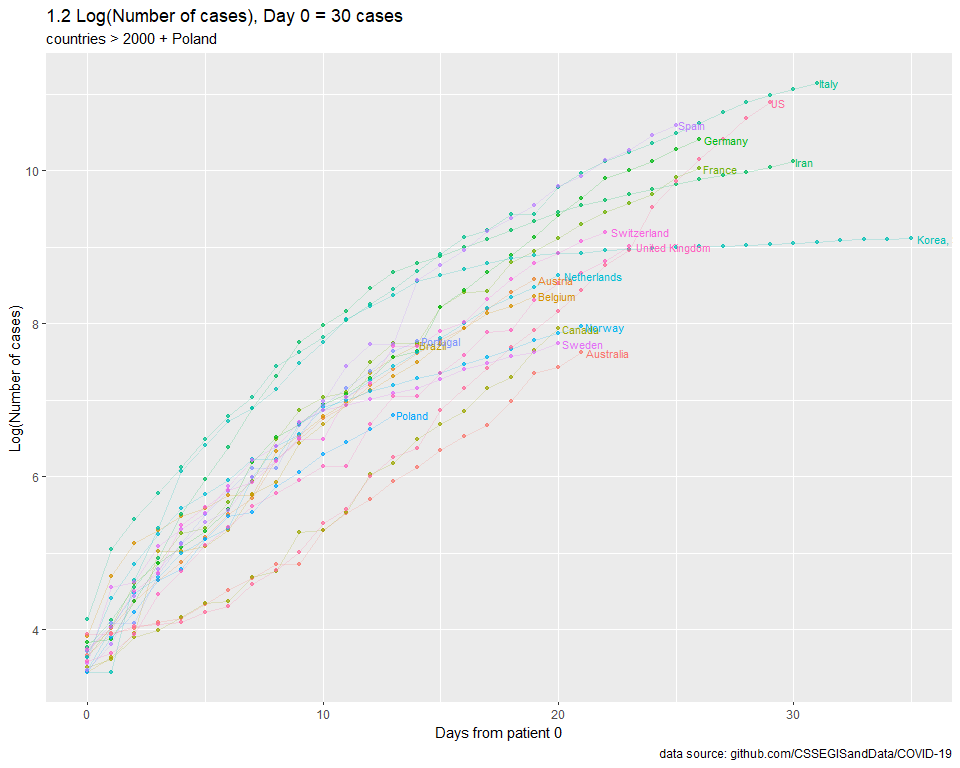 1.2 Log(Number of cases), Day 0 = 30 cases
countries > 2000 + Poland
Italy
US
Spain
Germany
Iran
France
Switzerland
Korea,
United Kingdom
Netherlands
Austria
Belgium
Canada
Norway
Portugal
Brazil
Sweden
Australia
Poland
10
8
6
4
Log(Number of cases)
0
10
20
30
Days from patient 0
data source: github.com/CSSEGISandData/COVID-19